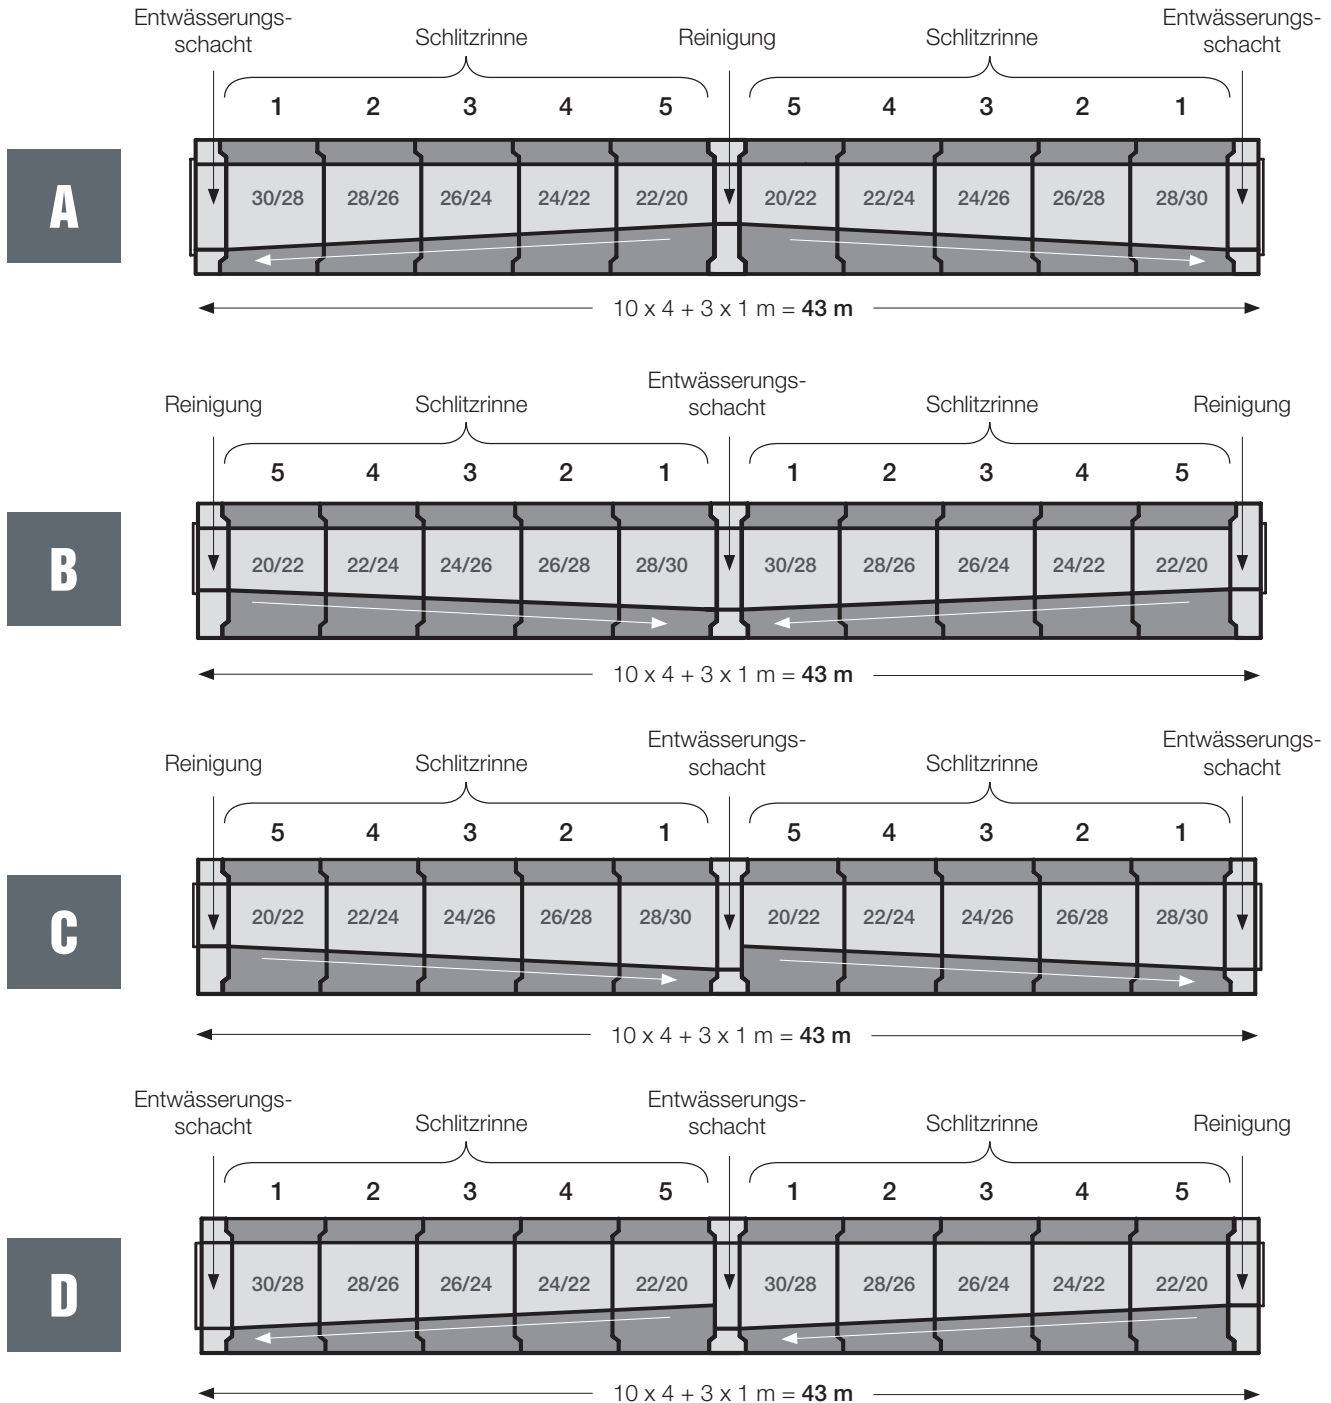 Entwässerungs-
schacht
Schlitzrinne
Reinigung
Schlitzrinne
Entwässerungs-
schacht
1 2 3 4 5 5 4 3 2 1
A
30/28 28/26 26/24 24/22 22/20 20/22 22/24 24/26 26/28 28/30
10 x 4 + 3 x 1 m = 43 m
Reinigung
Schlitzrinne
Entwässerungs-
schacht
Schlitzrinne
Reinigung
5 4 3 2 1 1 2 3 4 5
B
20/22 22/24 24/26 26/28 28/30 30/28 28/26 26/24 24/22 22/20
10 x 4 + 3 x 1 m = 43 m
Reinigung
Schlitzrinne
Entwässerungs-
schacht
Schlitzrinne
Entwässerungs-
schacht
5 4 3 2 1 5 4 3 2 1
C
20/22 22/24 24/26 26/28 28/30 20/22 22/24 24/26 26/28 28/30
10 x 4 + 3 x 1 m = 43 m
Entwässerungs-
schacht
Schlitzrinne
Entwässerungs-
schacht
Schlitzrinne
Reinigung
1 2 3 4 5 1 2 3 4 5
D
30/28 28/26 26/24 24/22 22/20 30/28 28/26 26/24 24/22 22/20
10 x 4 + 3 x 1 m = 43 m